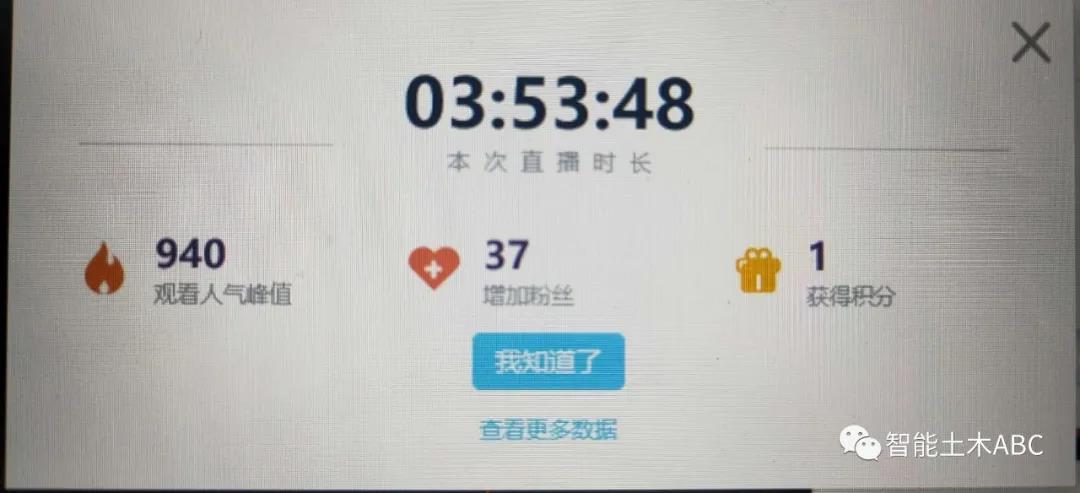 03:53:48
本次直播时长
940
观看人气峰值
37
增加粉丝
1
获得积分
我知道了
查看更多数据
智能土木ABC